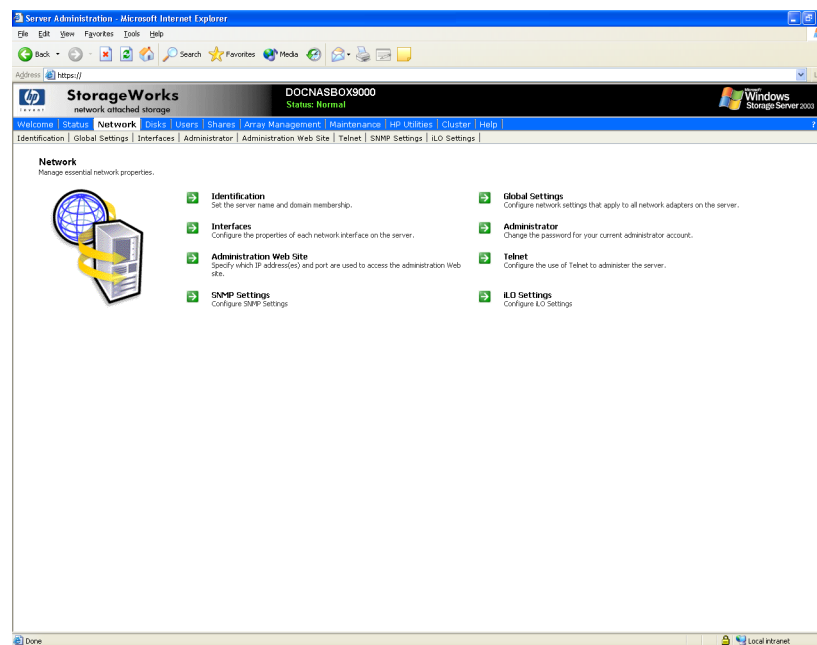 Server Administration - Microsoft Internet Explorer
File Edit View Favorites Tools Help
Back Search Favorites Media
Address https://
hp
invent
StorageWorks
network attached storage
DOCNASBOX9000
Status: Normal
Microsoft
Windows
Storage Server 2003
Welcome Status Network Disks Users Shares Array Management Maintenance HP Utilities Cluster Help ?
Identification Global Settings Interfaces Administrator Administration Web Site Telnet SNMP Settings iLO Settings
Network
Manage essential network properties.
Identification
Set the server name and domain membership.
Global Settings
Configure network settings that apply to all network adapters on the server.
Interfaces
Configure the properties of each network interface on the server.
Administrator
Change the password for your current administrator account.
Administration Web Site
Specify which IP address(es) and port are used to access the administration Web
site.
Telnet
Configure the use of Telnet to administer the server.
SNMP Settings
Configure SNMP Settings
iLO Settings
Configure iLO Settings
Done
Local intranet